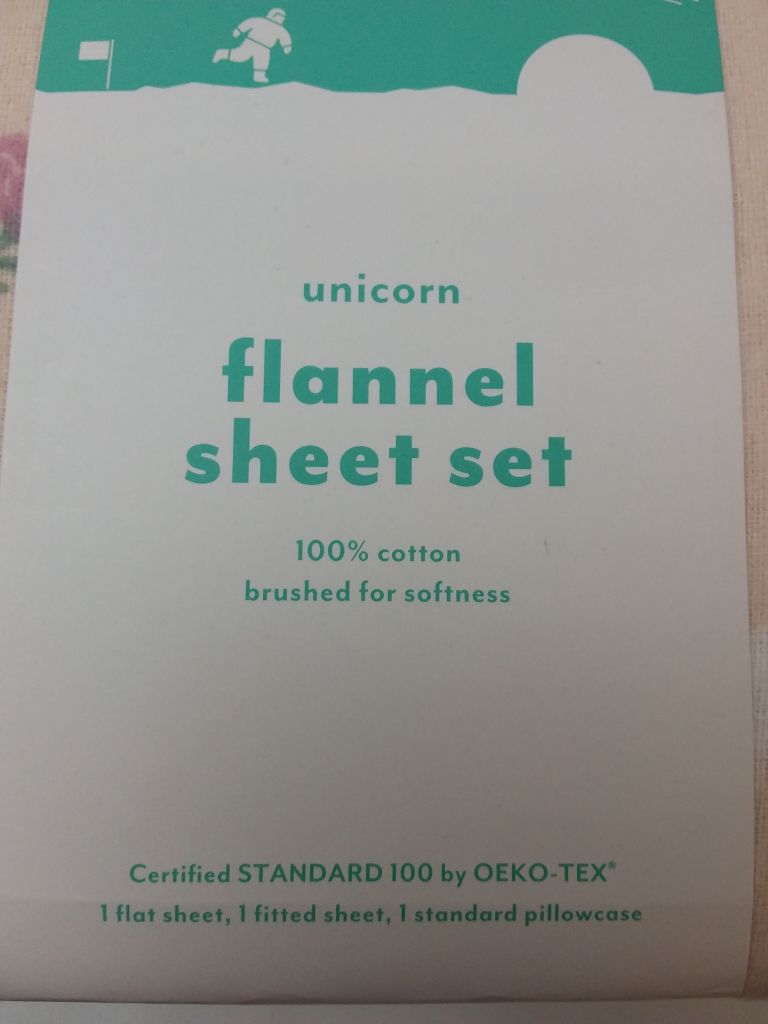 unicorn
flannel
sheet set
100% cotton
brushed for softness
Certified STANDARD 100 by OEKO-TEX®
1 flat sheet, 1 fitted sheet, 1 standard pillowcase